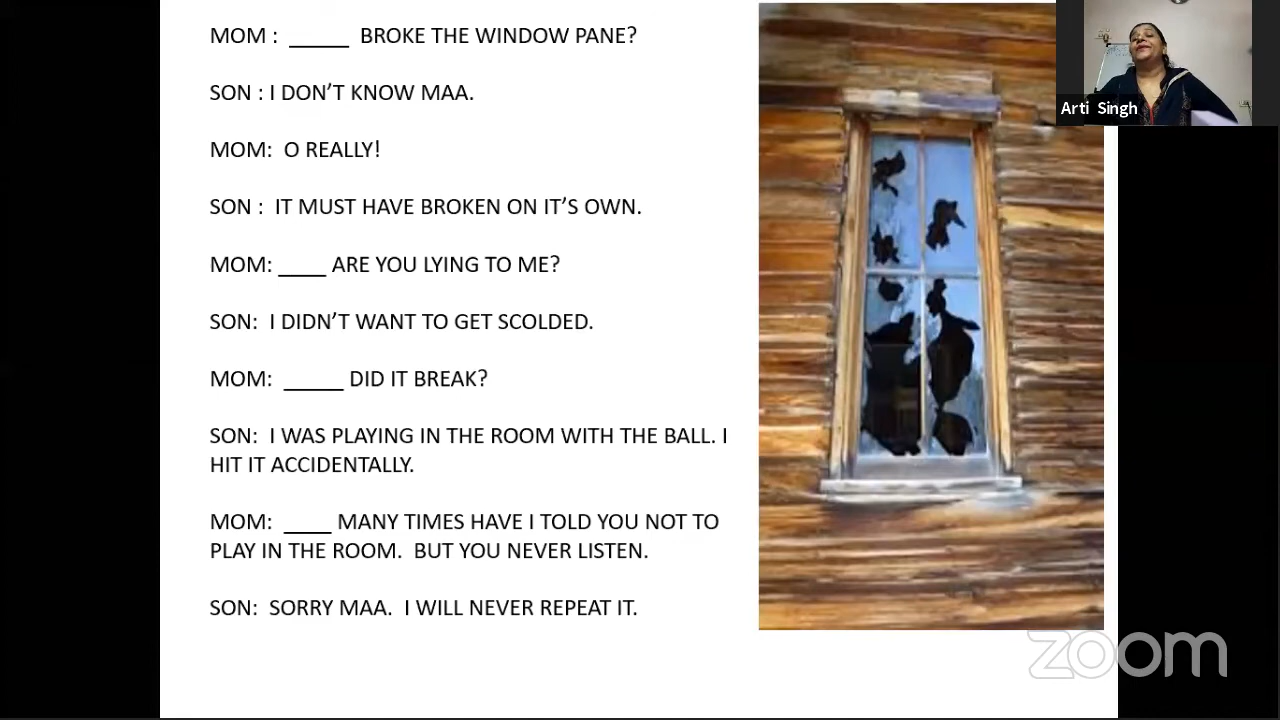 MOM : _____ BROKE THE WINDOW PANE?
SON : I DON’T KNOW MAA.
MOM: O REALLY!
SON : IT MUST HAVE BROKEN ON IT’S OWN.
MOM: ____ ARE YOU LYING TO ME?
SON: I DIDN’T WANT TO GET SCOLDED.
MOM: _____ DID IT BREAK?
SON: I WAS PLAYING IN THE ROOM WITH THE BALL. I
HIT IT ACCIDENTALLY.
MOM: ____ MANY TIMES HAVE I TOLD YOU NOT TO
PLAY IN THE ROOM. BUT YOU NEVER LISTEN.
SON: SORRY MAA. I WILL NEVER REPEAT IT.
Arti Singh
zoom